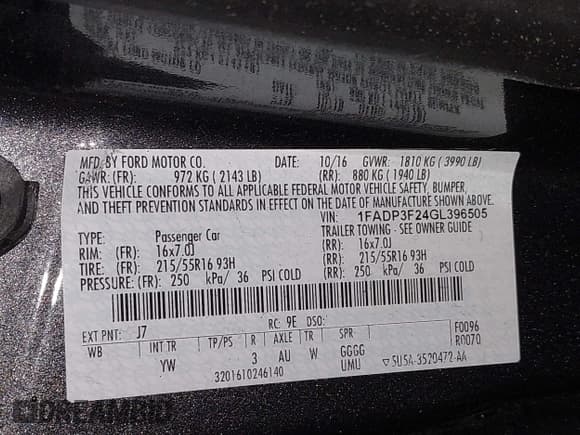 MFD. BY FORD MOTOR CO. DATE: 10/16 GVWR: 1810 KG ( 3990 LB)
GAWR: (FR): 972 KG ( 2143 LB) (RR): 880 KG ( 1940 LB)
THIS VEHICLE CONFORMS TO ALL APPLICABLE FEDERAL MOTOR VEHICLE SAFETY, BUMPER,
AND THEFT PREVENTION STANDARDS IN EFFECT ON THE DATE OF MANUFACTURE SHOWN ABOVE.
VIN: 1FADP3F24GL396505
TYPE: Passenger Car TRAILER TOWING - SEE OWNER GUIDE
RIM: (FR): 16x7.0J (RR): 16x7.0J
TIRE: (FR): 215/55R16 93H (RR): 215/55R16 93H
PRESSURE: (FR): 250 kPa/ 36 PSI COLD (RR): 250 kPa/ 36 PSI COLD
EXT PNT: J7 RC: 9E DSO: F0096
WB INT TR TP/PS R AXLE TR SPR R0070
YW 3 AU W GGGG
UMU 5U5A-3520472-AA
3201610246140